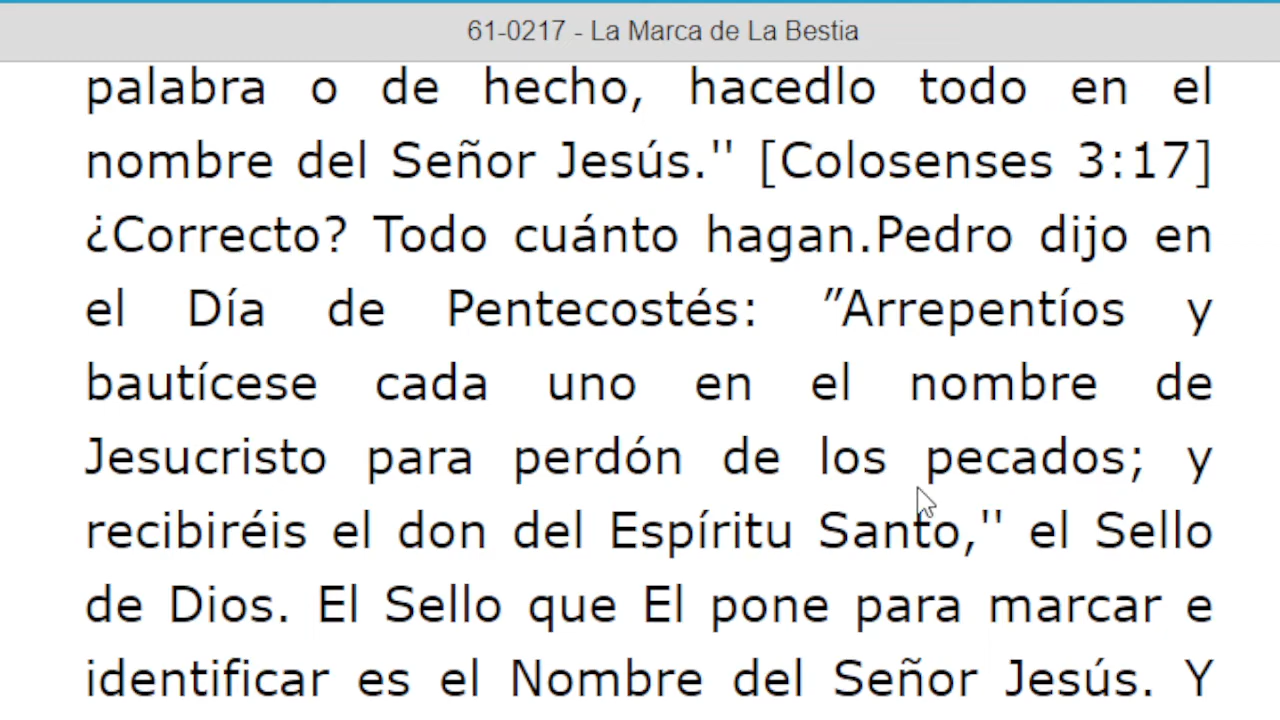 61-0217 - La Marca de La Bestia
palabra o de hecho, hacedlo todo en el
nombre del Señor Jesús." [Colosenses 3:17]
¿Correcto? Todo cuánto hagan.Pedro dijo en
el Día de Pentecostés: ”Arrepentíos y
bautícese cada uno en el nombre de
Jesucristo para perdón de los pecados; y
recibiréis el don del Espíritu Santo," el Sello
de Dios. El Sello que El pone para marcar e
identificar es el Nombre del Señor Jesús. Y